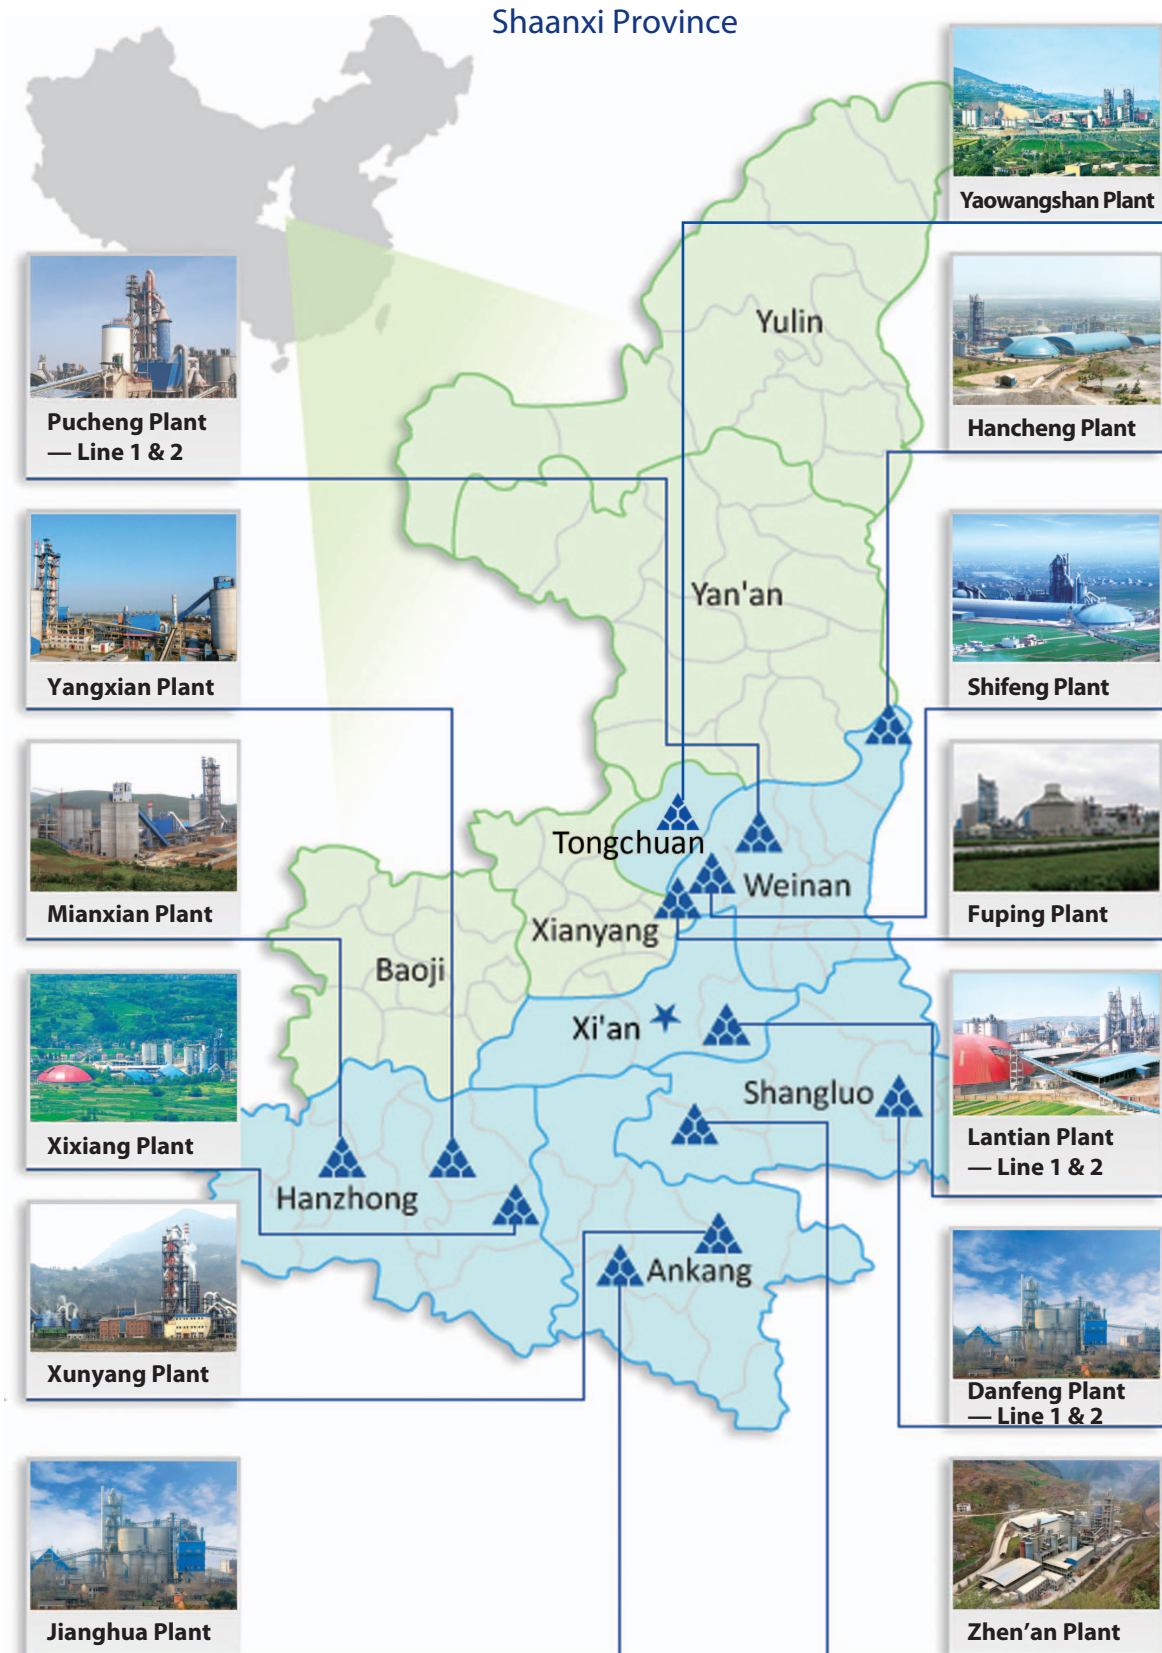 Shaanxi Province
Yaowangshan Plant
Yulin
Pucheng Plant
— Line 1 & 2
Hancheng Plant
Yan'an
Yangxian Plant
Shifeng Plant
Tongchuan
Weinan
Mianxian Plant
Fuping Plant
Xianyang
Baoji
Xi'an
Shangluo
Xixiang Plant
Lantian Plant
— Line 1 & 2
Hanzhong
Ankang
Xunyang Plant
Danfeng Plant
— Line 1 & 2
Jianghua Plant
Zhen’an Plant